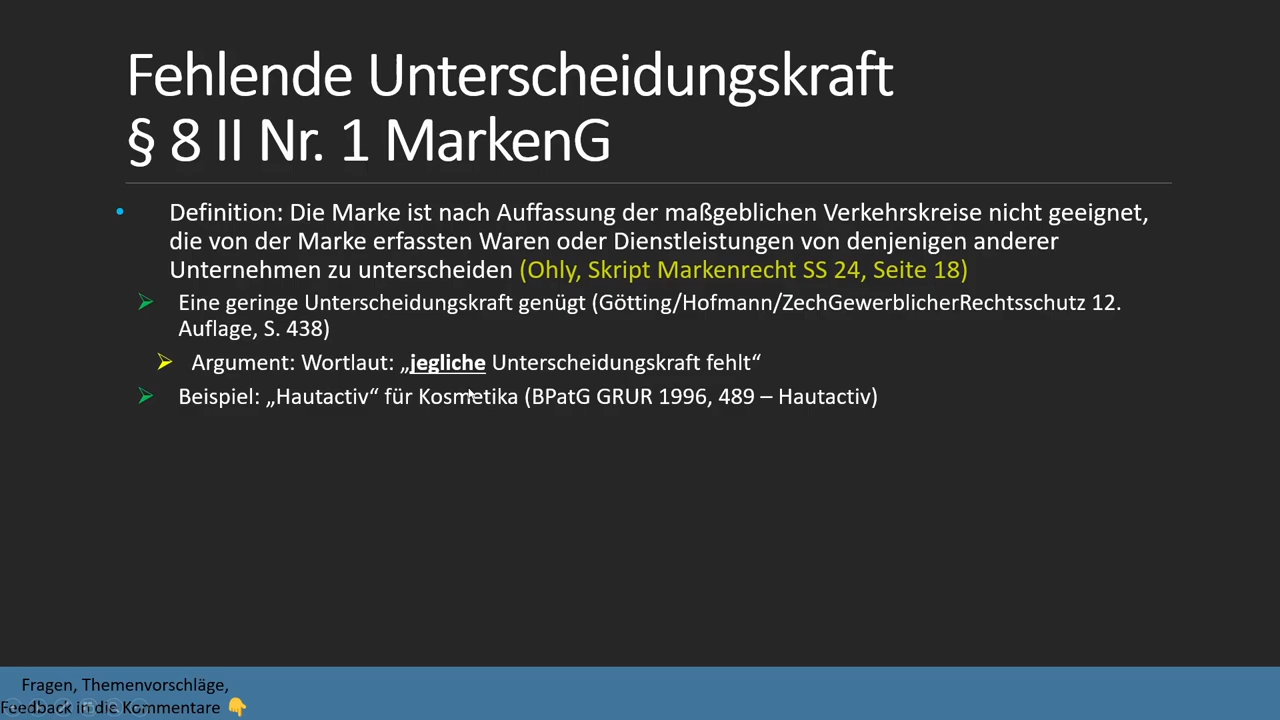 Fehlende Unterscheidungskraft
§ 8 II Nr. 1 MarkenG
• Definition: Die Marke ist nach Auffassung der maßgeblichen Verkehrskreise nicht geeignet,
die von der Marke erfassten Waren oder Dienstleistungen von denjenigen anderer
Unternehmen zu unterscheiden (Ohly, Skript Markenrecht SS 24, Seite 18)
➢ Eine geringe Unterscheidungskraft genügt (Götting/Hofmann/ZechGewerblicherRechtsschutz 12.
Auflage, S. 438)
➢ Argument: Wortlaut: „jegliche Unterscheidungskraft fehlt“
➢ Beispiel: „Hautactiv“ für Kosmetika (BPatG GRUR 1996, 489 – Hautactiv)
Fragen, Themenvorschläge,
Feedback in die Kommentare 👇